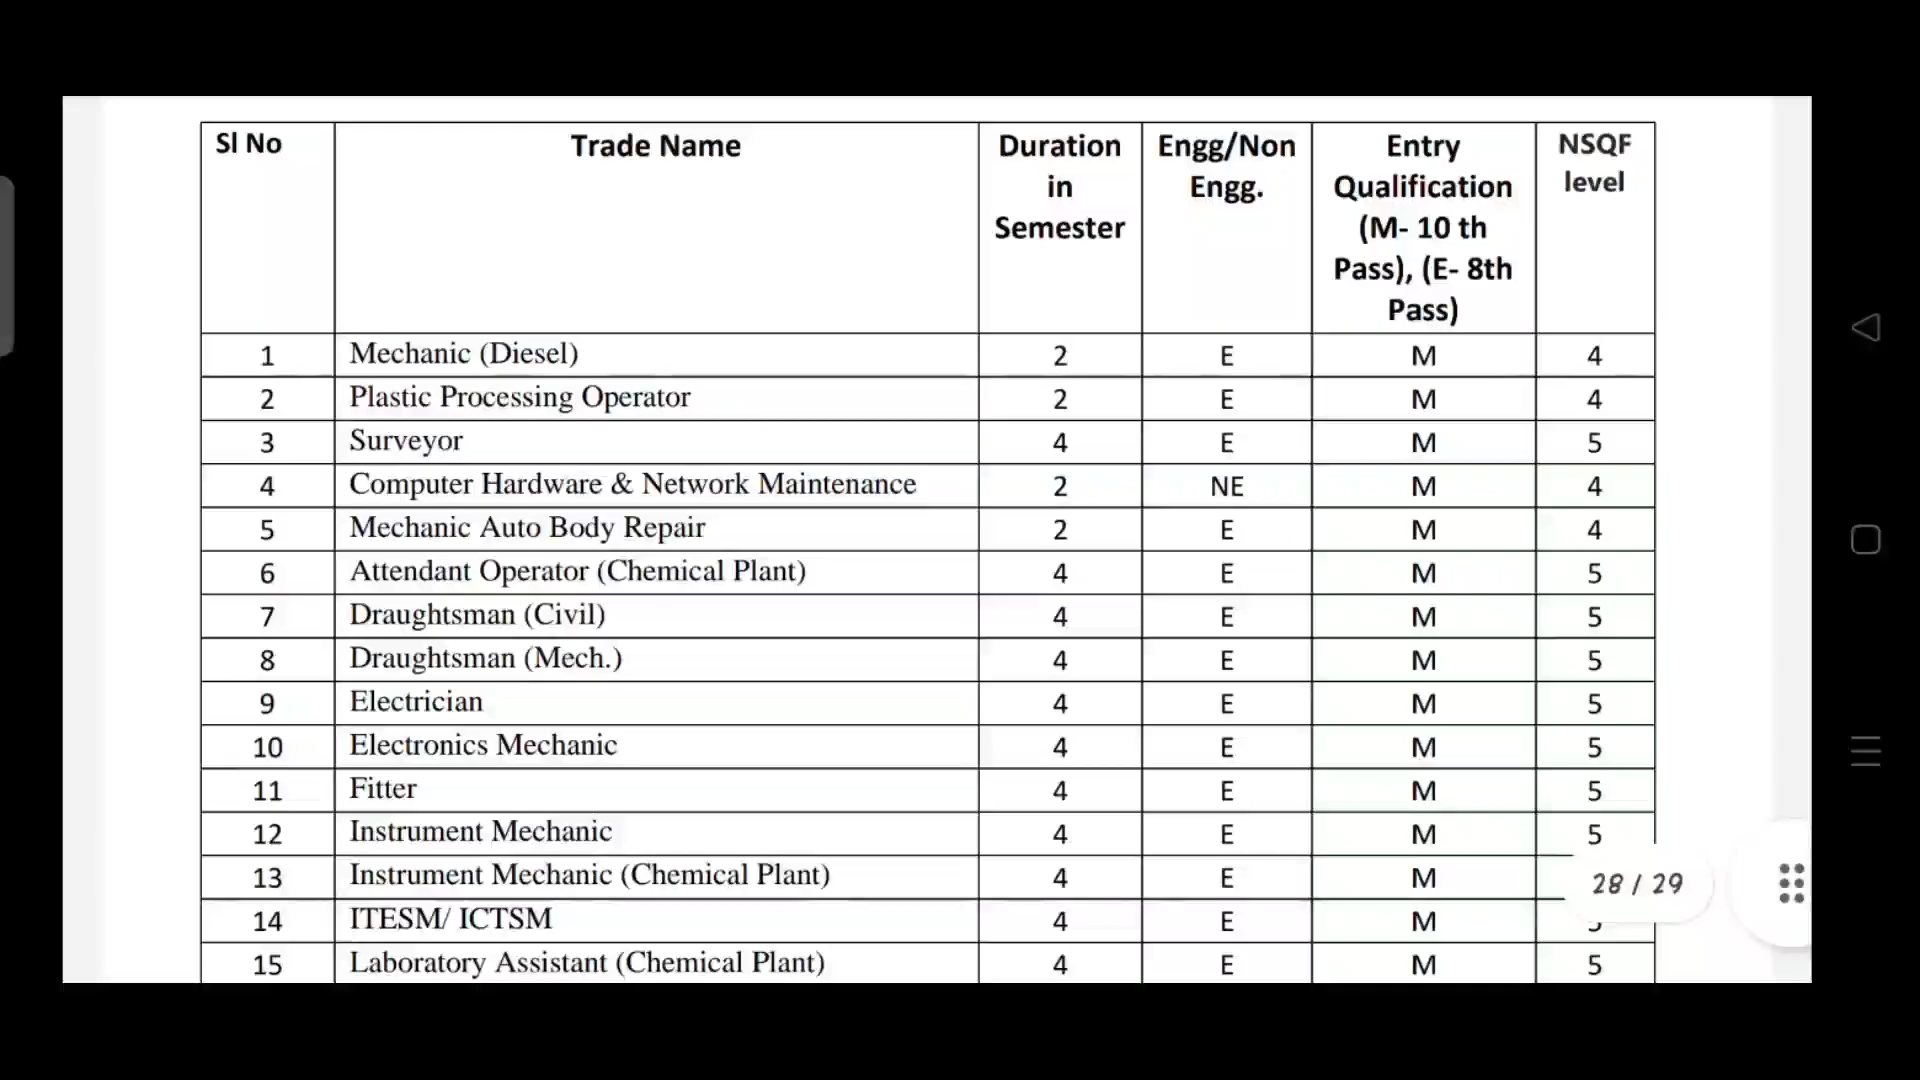 Sl No Trade Name Duration in Semester Engg/Non Engg. Entry Qualification (M- 10 th Pass), (E- 8th Pass) NSQF level
1 Mechanic (Diesel) 2 E M 4
2 Plastic Processing Operator 2 E M 4
3 Surveyor 4 E M 5
4 Computer Hardware & Network Maintenance 2 NE M 4
5 Mechanic Auto Body Repair 2 E M 4
6 Attendant Operator (Chemical Plant) 4 E M 5
7 Draughtsman (Civil) 4 E M 5
8 Draughtsman (Mech.) 4 E M 5
9 Electrician 4 E M 5
10 Electronics Mechanic 4 E M 5
11 Fitter 4 E M 5
12 Instrument Mechanic 4 E M 5
13 Instrument Mechanic (Chemical Plant) 4 E M
28 / 29
14 ITESM/ ICTSM 4 E M
15 Laboratory Assistant (Chemical Plant) 4 E M 5